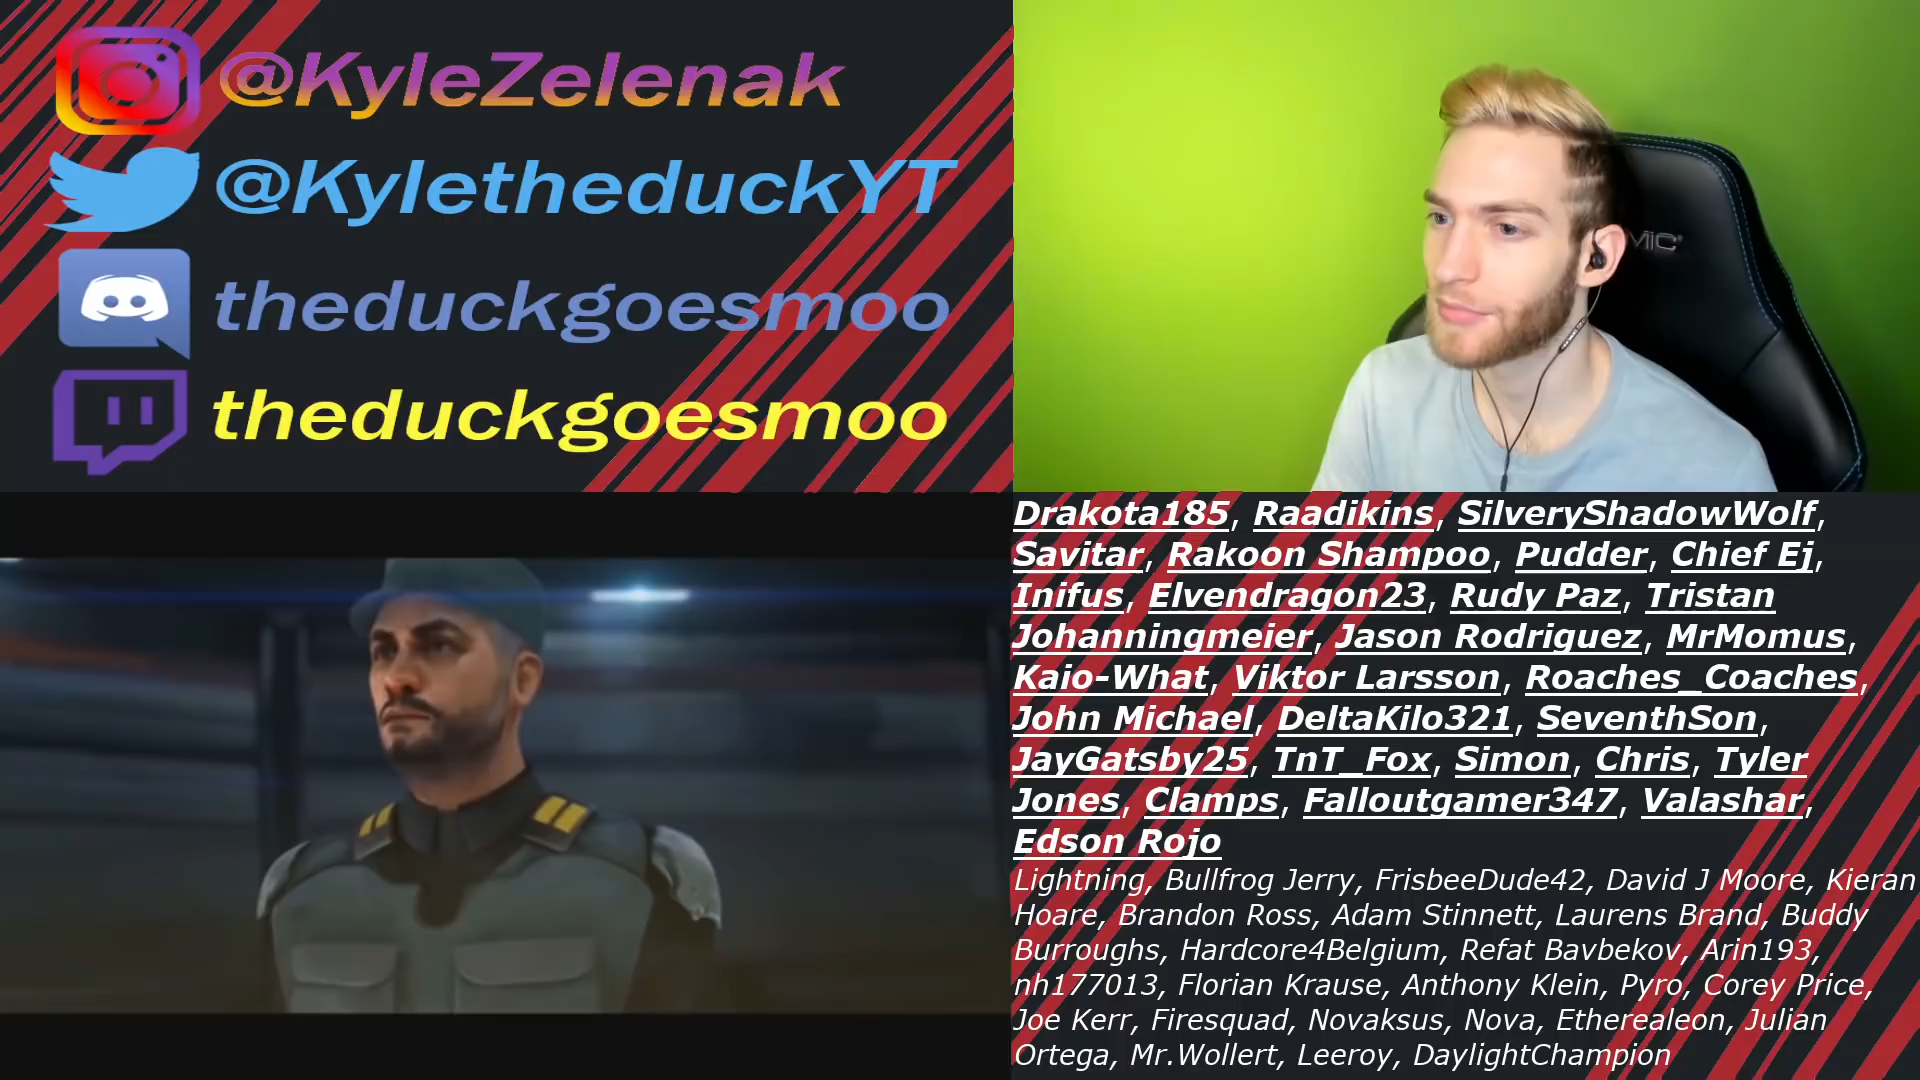 @KyleZelenak
@KyletheduckYT
theduckgoesmoo
theduckgoesmoo
Drakota185, Raadikins, SilveryShadowWolf,
Savitar, Rakoon Shampoo, Pudder, Chief Ej,
Inifus, Elvendragon23, Rudy Paz, Tristan
Johanningmeier, Jason Rodriguez, MrMomus,
Kaio-What, Viktor Larsson, Roaches_Coaches,
John Michael, DeltaKilo321, SeventhSon,
JayGatsby25, TnT_Fox, Simon, Chris, Tyler
Jones, Clamps, Falloutgamer347, Valashar,
Edson Rojo
Lightning, Bullfrog Jerry, FrisbeeDude42, David J Moore, Kieran
Hoare, Brandon Ross, Adam Stinnett, Laurens Brand, Buddy
Burroughs, Hardcore4Belgium, Refat Bavbekov, Arin193,
nh177013, Florian Krause, Anthony Klein, Pyro, Corey Price,
Joe Kerr, Firesquad, Novaksus, Nova, Etherealeon, Julian
Ortega, Mr.Wollert, Leeroy, DaylightChampion